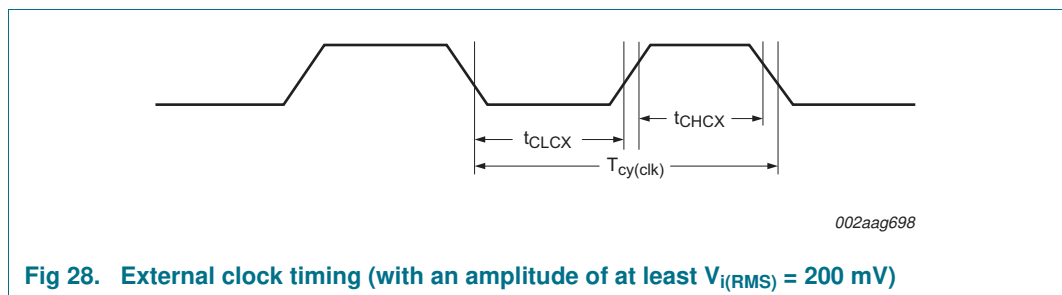 tCHCX
tCLCX
Tcy(clk)
002aag698
Fig 28. External clock timing (with an amplitude of at least Vi(RMS) = 200 mV)